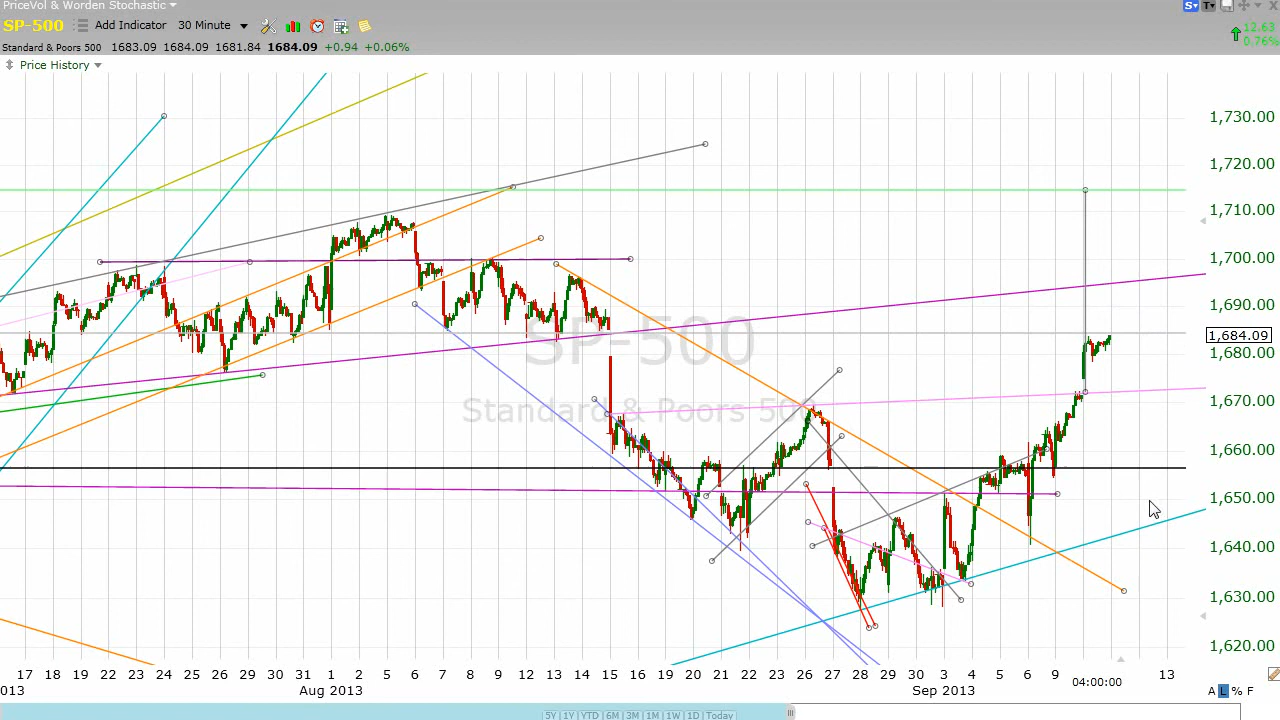 PriceVol & Worden Stochastic
SP-500 Add Indicator 30 Minute
Standard & Poors 500 1683.09 1684.09 1681.84 1684.09 +0.94 +0.06%
S T
12.63
0.76%
Price History
1,730.00
1,720.00
1,710.00
1,700.00
1,690.00
1,684.09
1,680.00
1,670.00
1,660.00
1,650.00
1,640.00
1,630.00
1,620.00
SP-500
Standard & Poors 500
17 18 19 22 23 24 25 26 29 30 31 Aug 2013 2 5 6 7 8 9 12 13 14 15 16 19 20 21 22 23 26 27 28 29 30 3 4 5 6 9 13
013 Sep 2013 04:00:00
A L % F
5Y 1Y YTD 6M 3M 1M 1W 1D Today